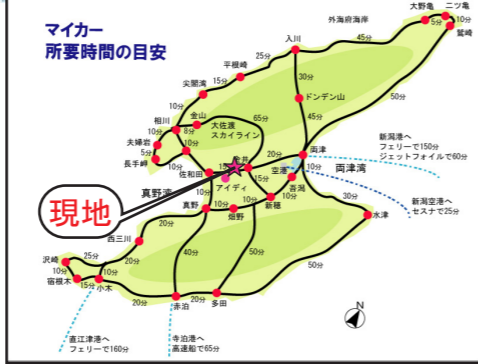 マイカー
所要時間の目安
外海府海岸
大野亀
二ツ亀
5分
10分
鷲崎
入川
45分
25分
平根崎
30分
50分
尖閣湾
15分
ドンデン山
10分
金山
大佐渡
スカイライン
65分
45分
相川
8分
10分
夫婦岩
10分
5分
長手岬
20分
両津
新潟港へ
フェリーで150分
ジェットフォイルで60分
両津湾
佐和田
15分
空港
10分
アイディ
吾潟
真野湾
現地
10分
新穂
10分
新潟空港へ
セスナで25分
30分
真野
10分
畑野
10分
水津
西三川
20分
沢崎
25分
20分
40分
50分
50分
10分
宿根木
15分
小木
10分
20分
赤泊
20分
多田
N
直江津港へ
フェリーで160分
寺泊港へ
高速船で65分